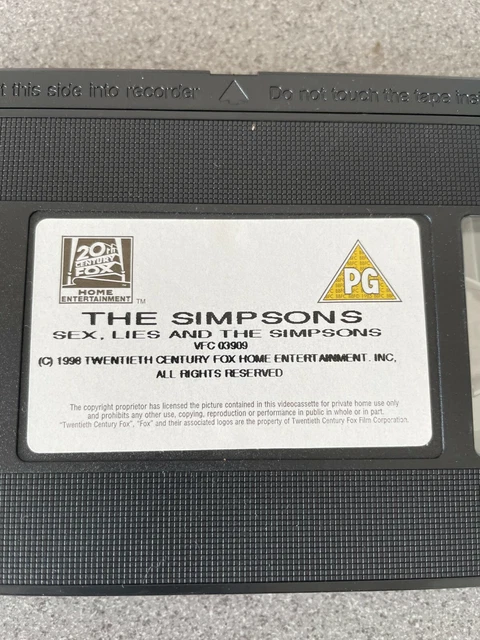 this side into recorder Do not touch the tape
20th
CENTURY
FOX
HOME
ENTERTAINMENT TM
PG
THE SIMPSONS
SEX, LIES AND THE SIMPSONS
VFC 03909
(C) 1998 TWENTIETH CENTURY FOX HOME ENTERTAINMENT. INC,
ALL RIGHTS RESERVED
The copyright proprietor has licensed the picture contained in this videocassette for private home use only
and prohibits any other use, copying, reproduction or performance in public in whole or in part.
"Twentieth Century Fox", "Fox" and their associated logos are the property of Twentieth Century Fox Film Corporation.